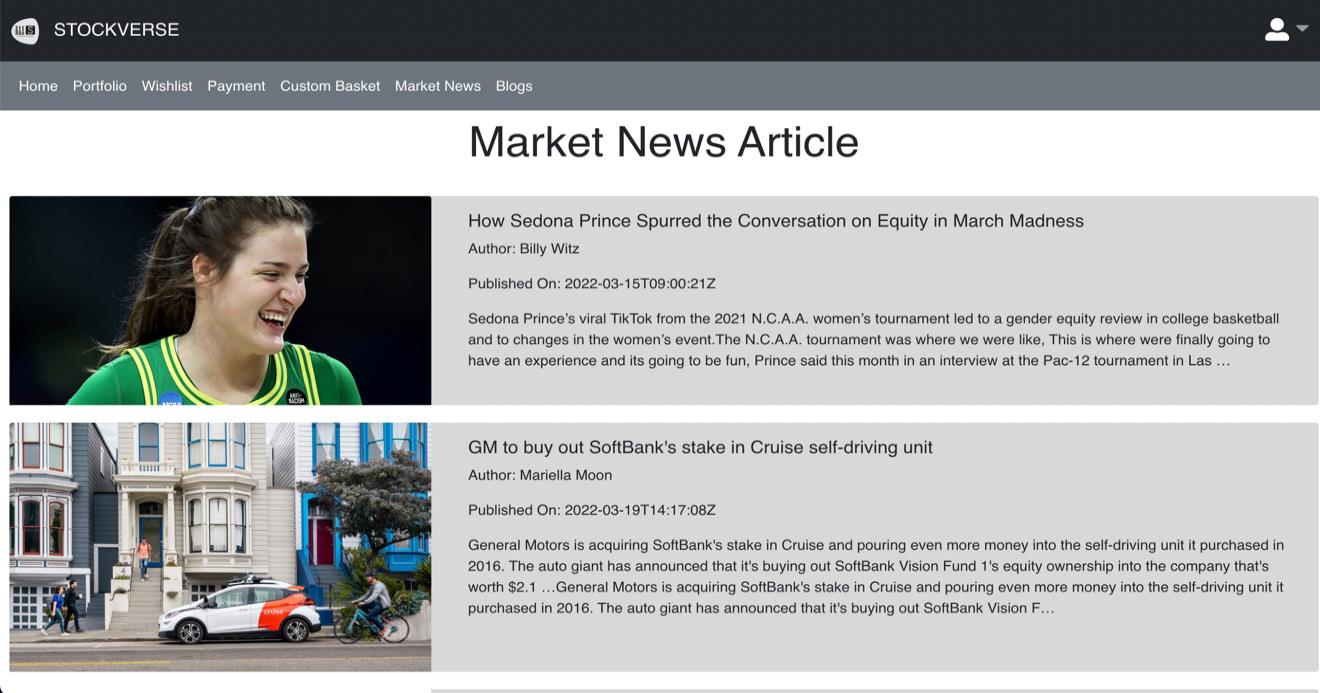 STOCKVERSE
Home Portfolio Wishlist Payment Custom Basket Market News Blogs
Market News Article
How Sedona Prince Spurred the Conversation on Equity in March Madness
Author: Billy Witz
Published On: 2022-03-15T09:00:21Z
Sedona Prince’s viral TikTok from the 2021 N.C.A.A. women’s tournament led to a gender equity review in college basketball
and to changes in the women’s event.The N.C.A.A. tournament was where we were like, This is where were finally going to
have an experience and its going to be fun, Prince said this month in an interview at the Pac-12 tournament in Las …
ANTI-
RACISM
GM to buy out SoftBank's stake in Cruise self-driving unit
Author: Mariella Moon
Published On: 2022-03-19T14:17:08Z
General Motors is acquiring SoftBank's stake in Cruise and pouring even more money into the self-driving unit it purchased in
2016. The auto giant has announced that it's buying out SoftBank Vision Fund 1's equity ownership into the company that's
worth $2.1 …General Motors is acquiring SoftBank's stake in Cruise and pouring even more money into the self-driving unit it
purchased in 2016. The auto giant has announced that it's buying out SoftBank Vision F…
cruise